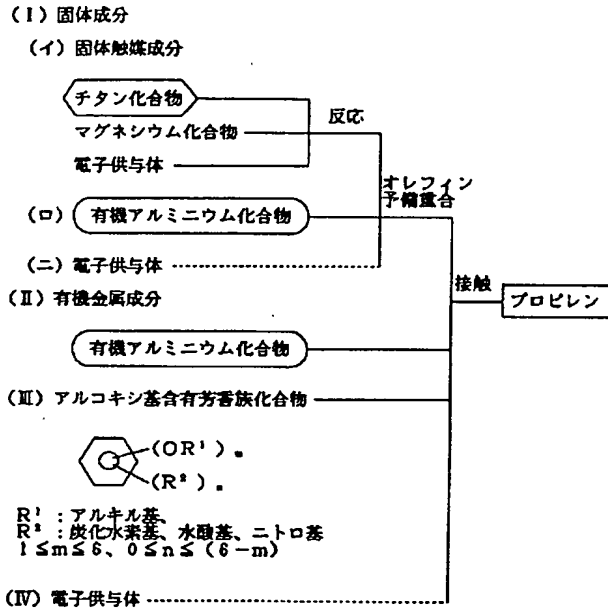 (Ⅰ) 固体成分
(イ) 固体触媒成分
チタン化合物
反応
マグネシウム化合物
電子供与体
オレフィン
予備重合
(ロ) 有機アルミニウム化合物
(ニ) 電子供与体
接触
プロピレン
(Ⅱ) 有機金属成分
有機アルミニウム化合物
(Ⅲ) アルコキシ基含有芳香族化合物
(OR¹)
(R²)
R¹:アルキル基、
R²:炭化水素基、水酸基、ニトロ基
1≦m≦6、0≦n≦(6-m)
(Ⅳ) 電子供与体